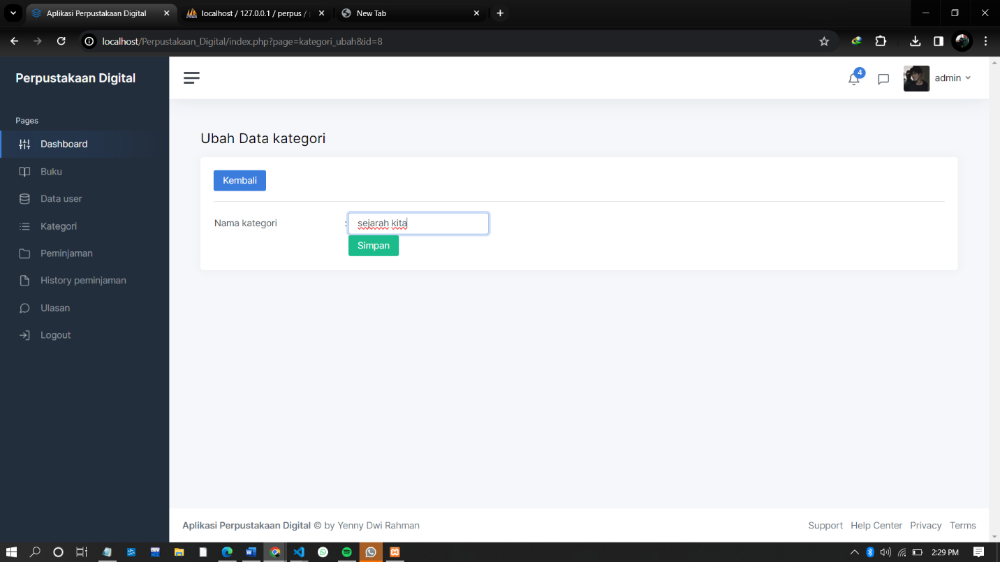 Aplikasi Perpustakaan Digital
localhost / 127.0.0.1 / perpus /
New Tab
localhost/Perpustakaan_Digital/index.php?page=kategori_ubah&id=8
Perpustakaan Digital
4
admin
Pages
Dashboard
Buku
Data user
Kategori
Peminjaman
History peminjaman
Ulasan
Logout
Ubah Data kategori
Kembali
Nama kategori : sejarah kita
Simpan
Aplikasi Perpustakaan Digital © by Yenny Dwi Rahman
Support Help Center Privacy Terms
2:29 PM